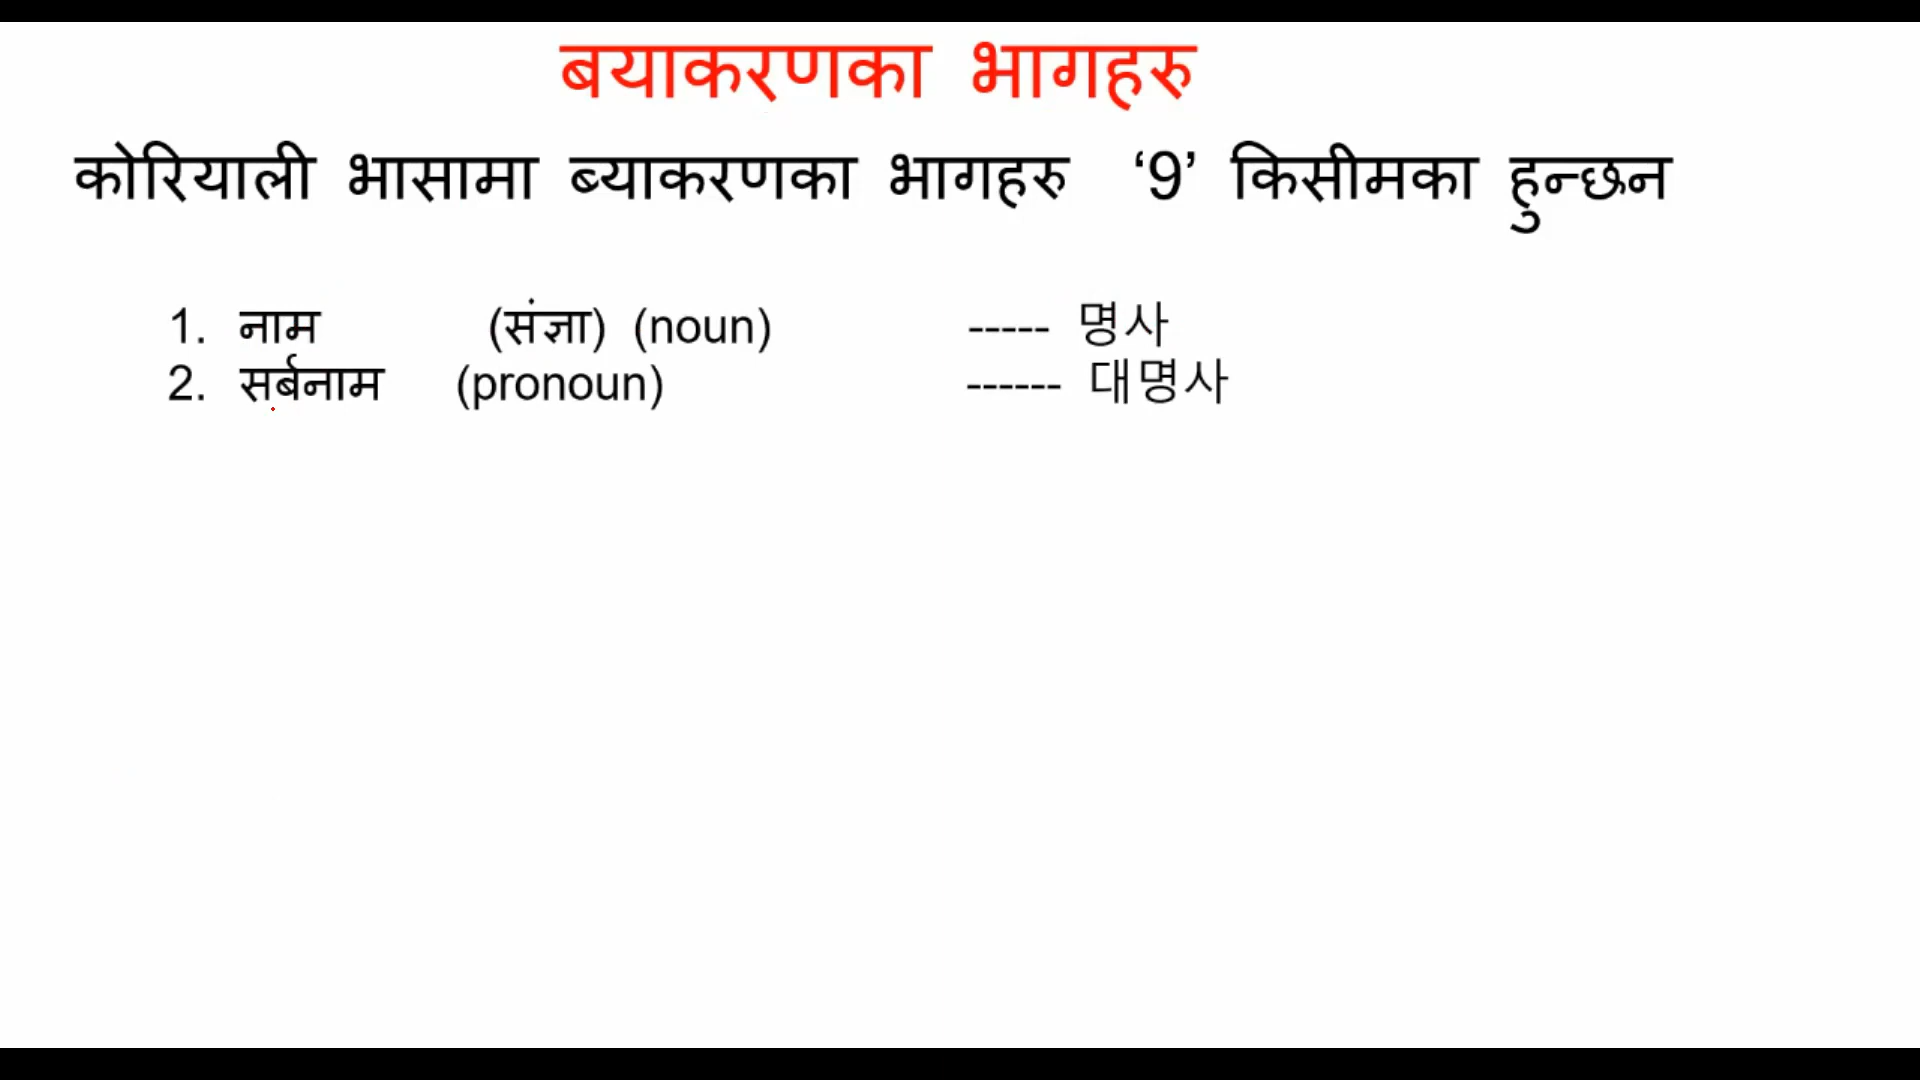 बयाकरणका भागहरु
कोरियाली भासामा ब्याकरणका भागहरु ‘9’ किसीमका हुन्छन
1. नाम (संज्ञा) (noun) ----- 명사
2. सर्बनाम (pronoun) ------ 대명사